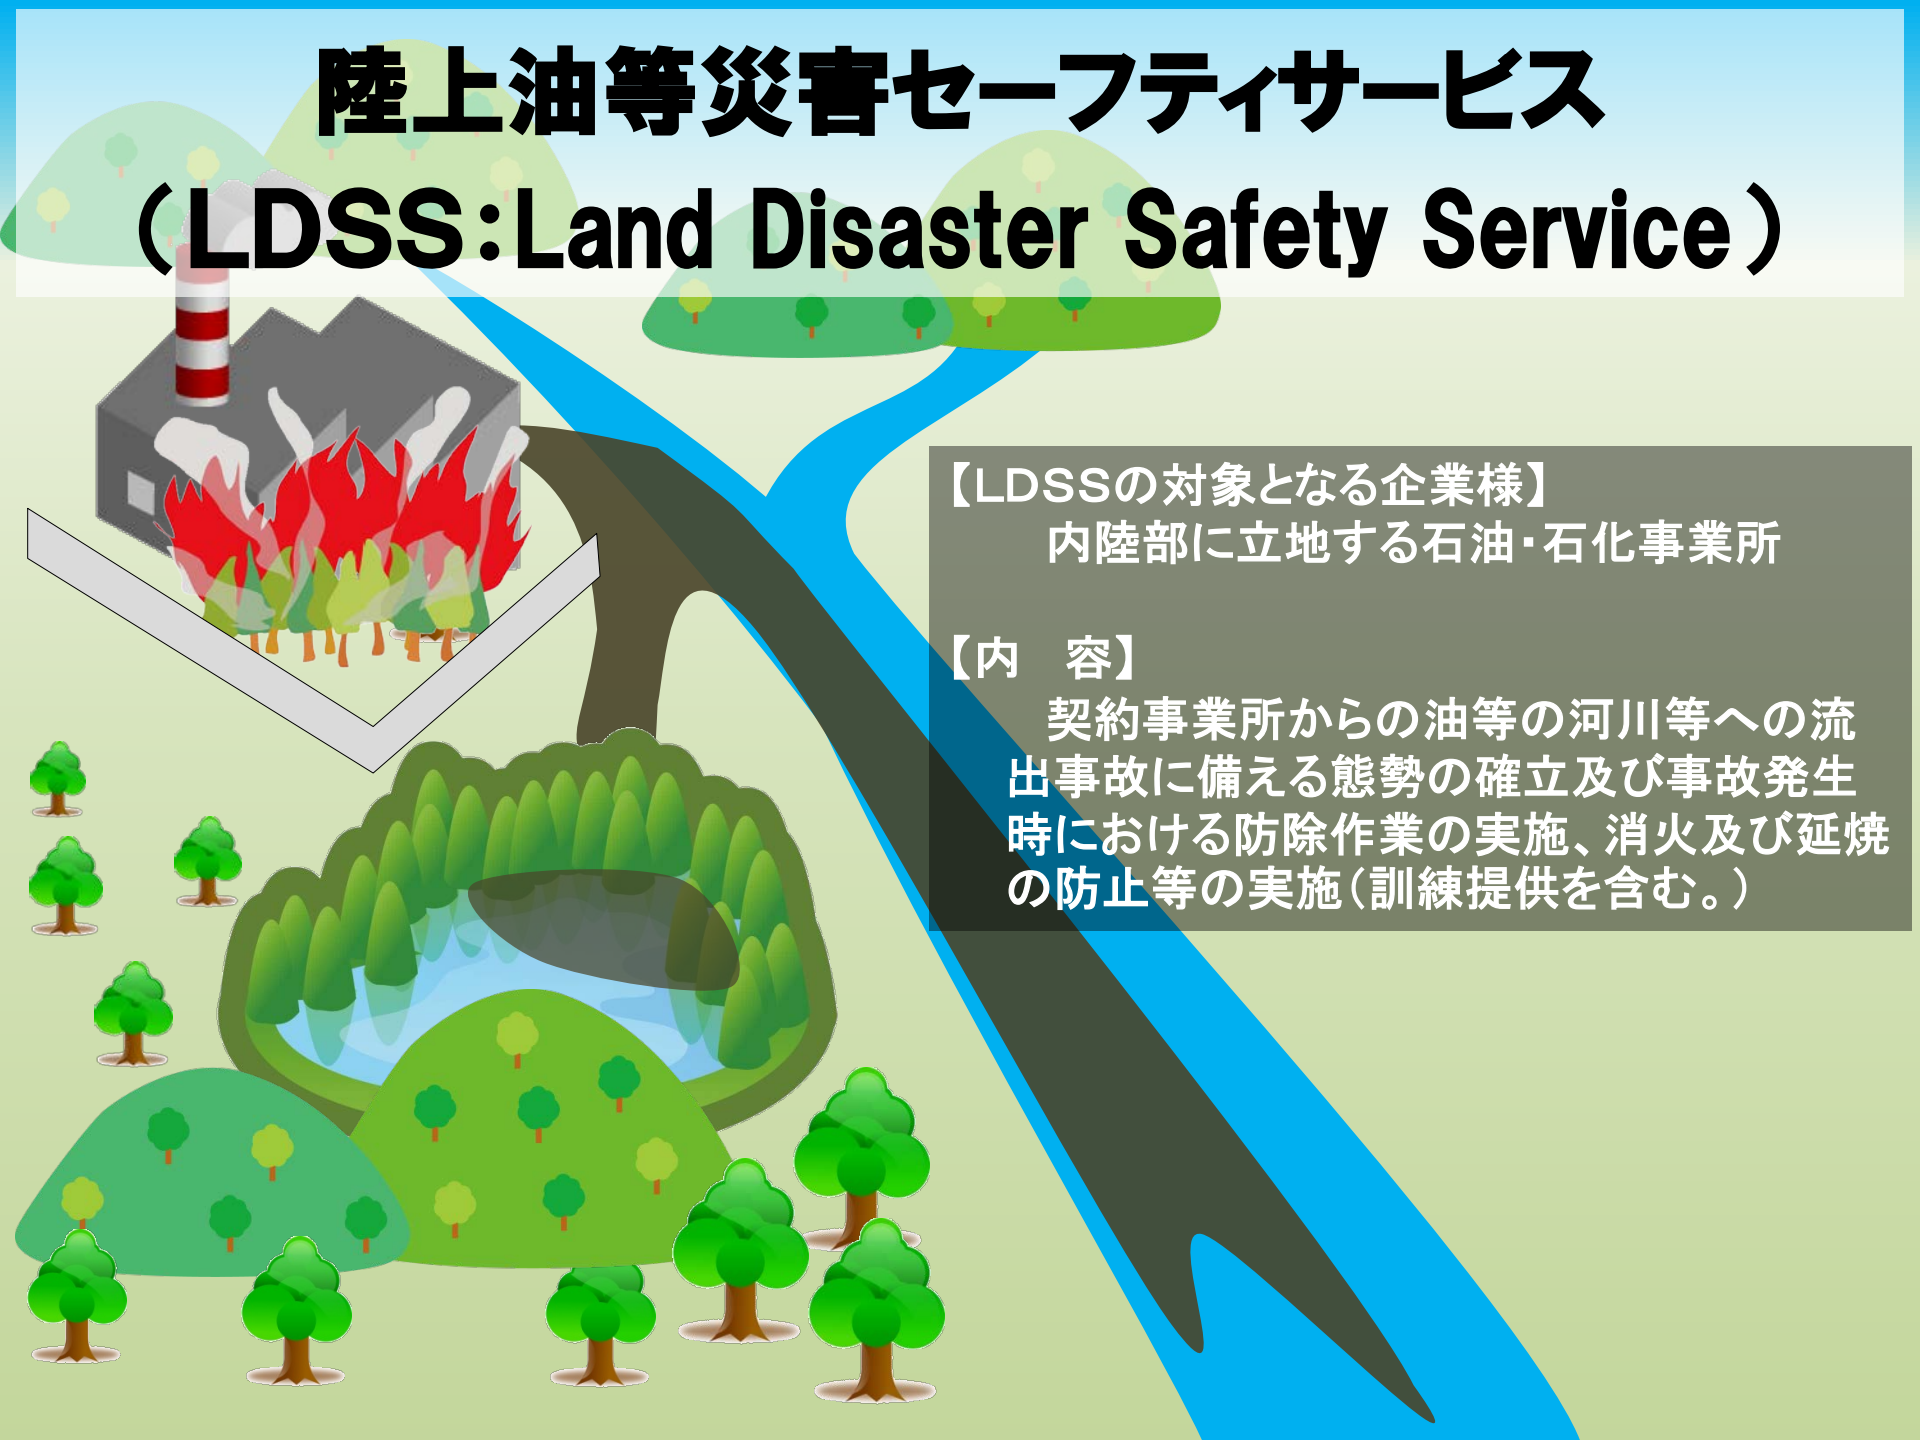 陸上油等災害セーフティサービス
（ＬＤＳＳ：Land Disaster Safety Service）
【ＬＤＳＳの対象となる企業様】
内陸部に立地する石油・石化事業所
【内　容】
契約事業所からの油等の河川等への流
出事故に備える態勢の確立及び事故発生
時における防除作業の実施、消火及び延焼
の防止等の実施（訓練提供を含む。）